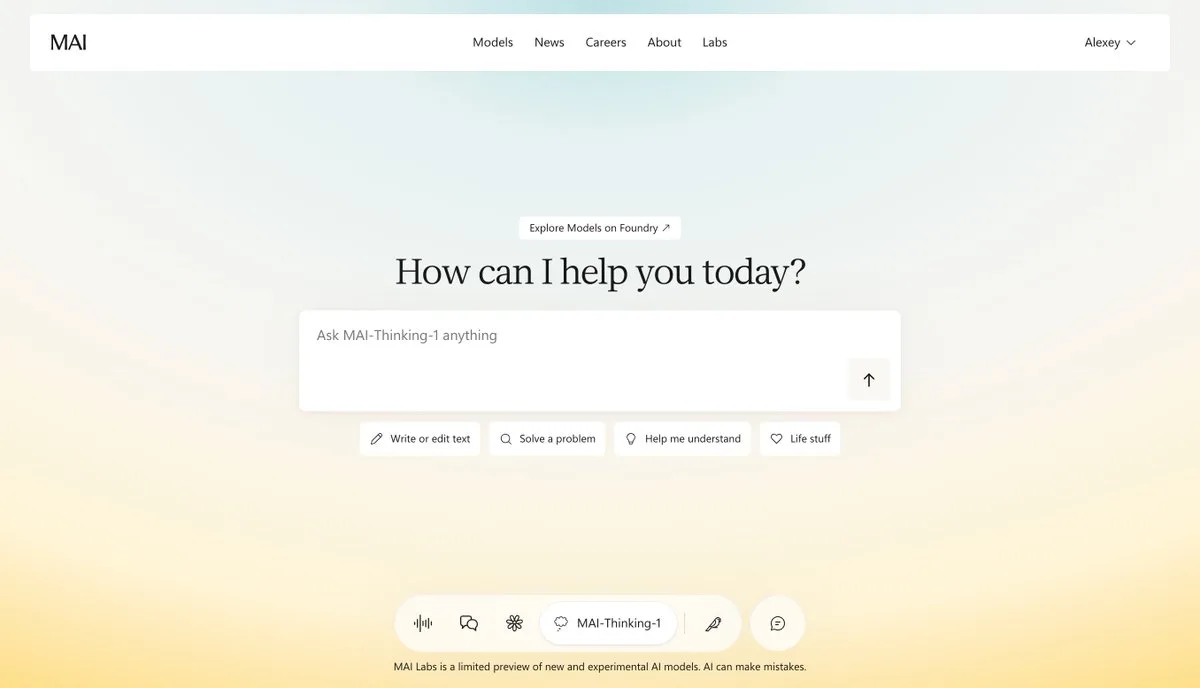 MAI
Models News Careers About Labs
Alexey
Explore Models on Foundry ↗
How can I help you today?
Ask MAI-Thinking-1 anything
Write or edit text
Solve a problem
Help me understand
Life stuff
MAI-Thinking-1
MAI Labs is a limited preview of new and experimental AI models. AI can make mistakes.